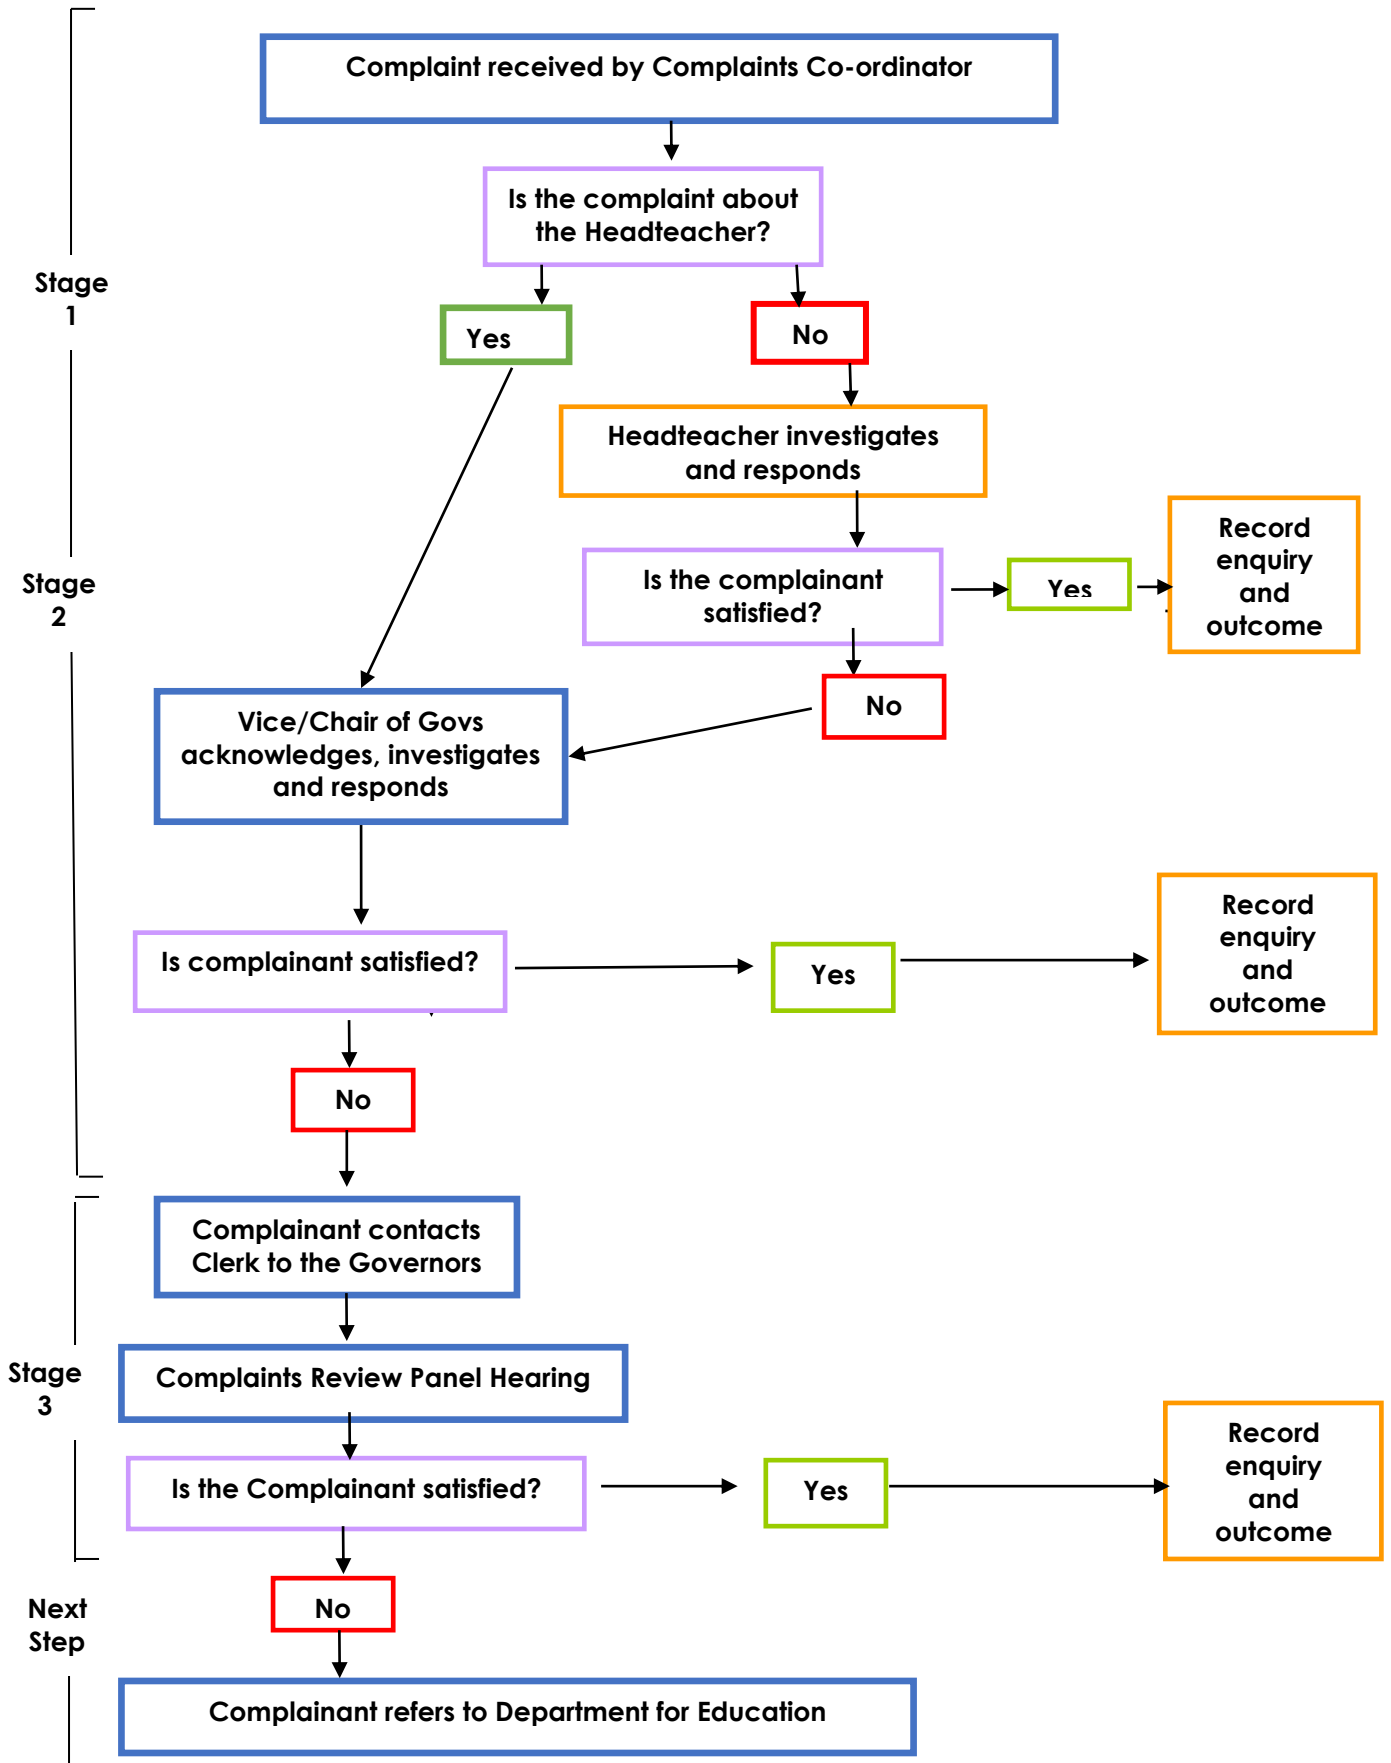 Complaint received by Complaints Co-ordinator
Is the complaint about
the Headteacher?
Stage
1
Yes
No
Headteacher investigates
and responds
Record
enquiry
and
outcome
Is the complainant
satisfied?
Yes
Stage
2
No
Vice/Chair of Govs
acknowledges, investigates
and responds
Record
enquiry
and
outcome
Is complainant satisfied?
Yes
No
Complainant contacts
Clerk to the Governors
Stage
3
Complaints Review Panel Hearing
Record
enquiry
and
outcome
Is the Complainant satisfied?
Yes
Next
Step
No
Complainant refers to Department for Education